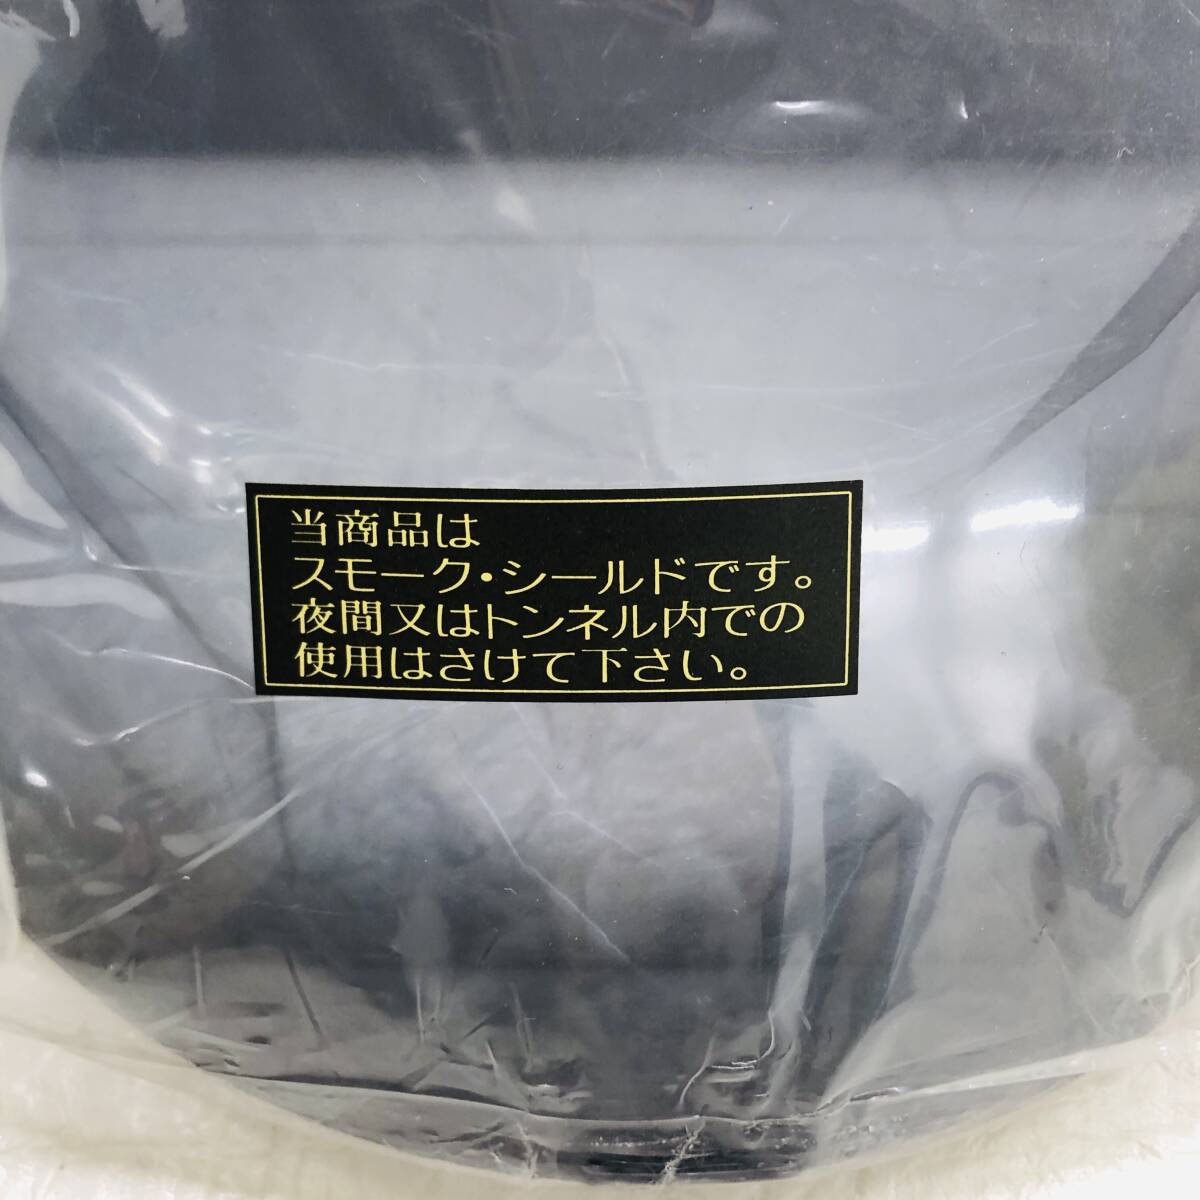 当商品は
スモーク・シールドです。
夜間又はトンネル内での
使用はさけて下さい。